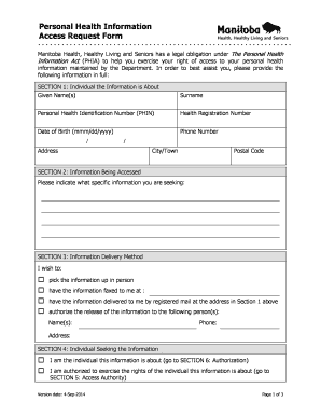 Personal Health Information
Access Request Form
Manitoba
Health, Healthy Living and Seniors
Manitoba Health, Healthy Living and Seniors has a legal obligation under The Personal Health
Information Act (PHIA) to help you exercise your right of access to your personal health
information maintained by the Department. In order to best assist you, please provide the
following information in full:
SECTION 1: Individual the Information is About
Given Name(s)
Surname
Personal Health Identification Number (PHIN)
Health Registration Number
Date of Birth (mmm/dd/yyyy)
Phone Number
/ /
Address
City/Town
Postal Code
SECTION 2: Information Being Accessed
Please indicate what specific information you are seeking:
SECTION 3: Information Delivery Method
I wish to:
pick the information up in person
have the information faxed to me at :
have the information delivered to me by registered mail at the address in Section 1 above
authorize the release of the information to the following person(s):
Name(s):
Phone:
Address:
SECTION 4: Individual Seeking the Information
I am the individual this information is about (go to SECTION 6: Authorization)
I am authorized to exercise the rights of the individual this information is about (go to
SECTION 5: Access Authority)
Version date: 4-Sep-2014
Page 1 of 3